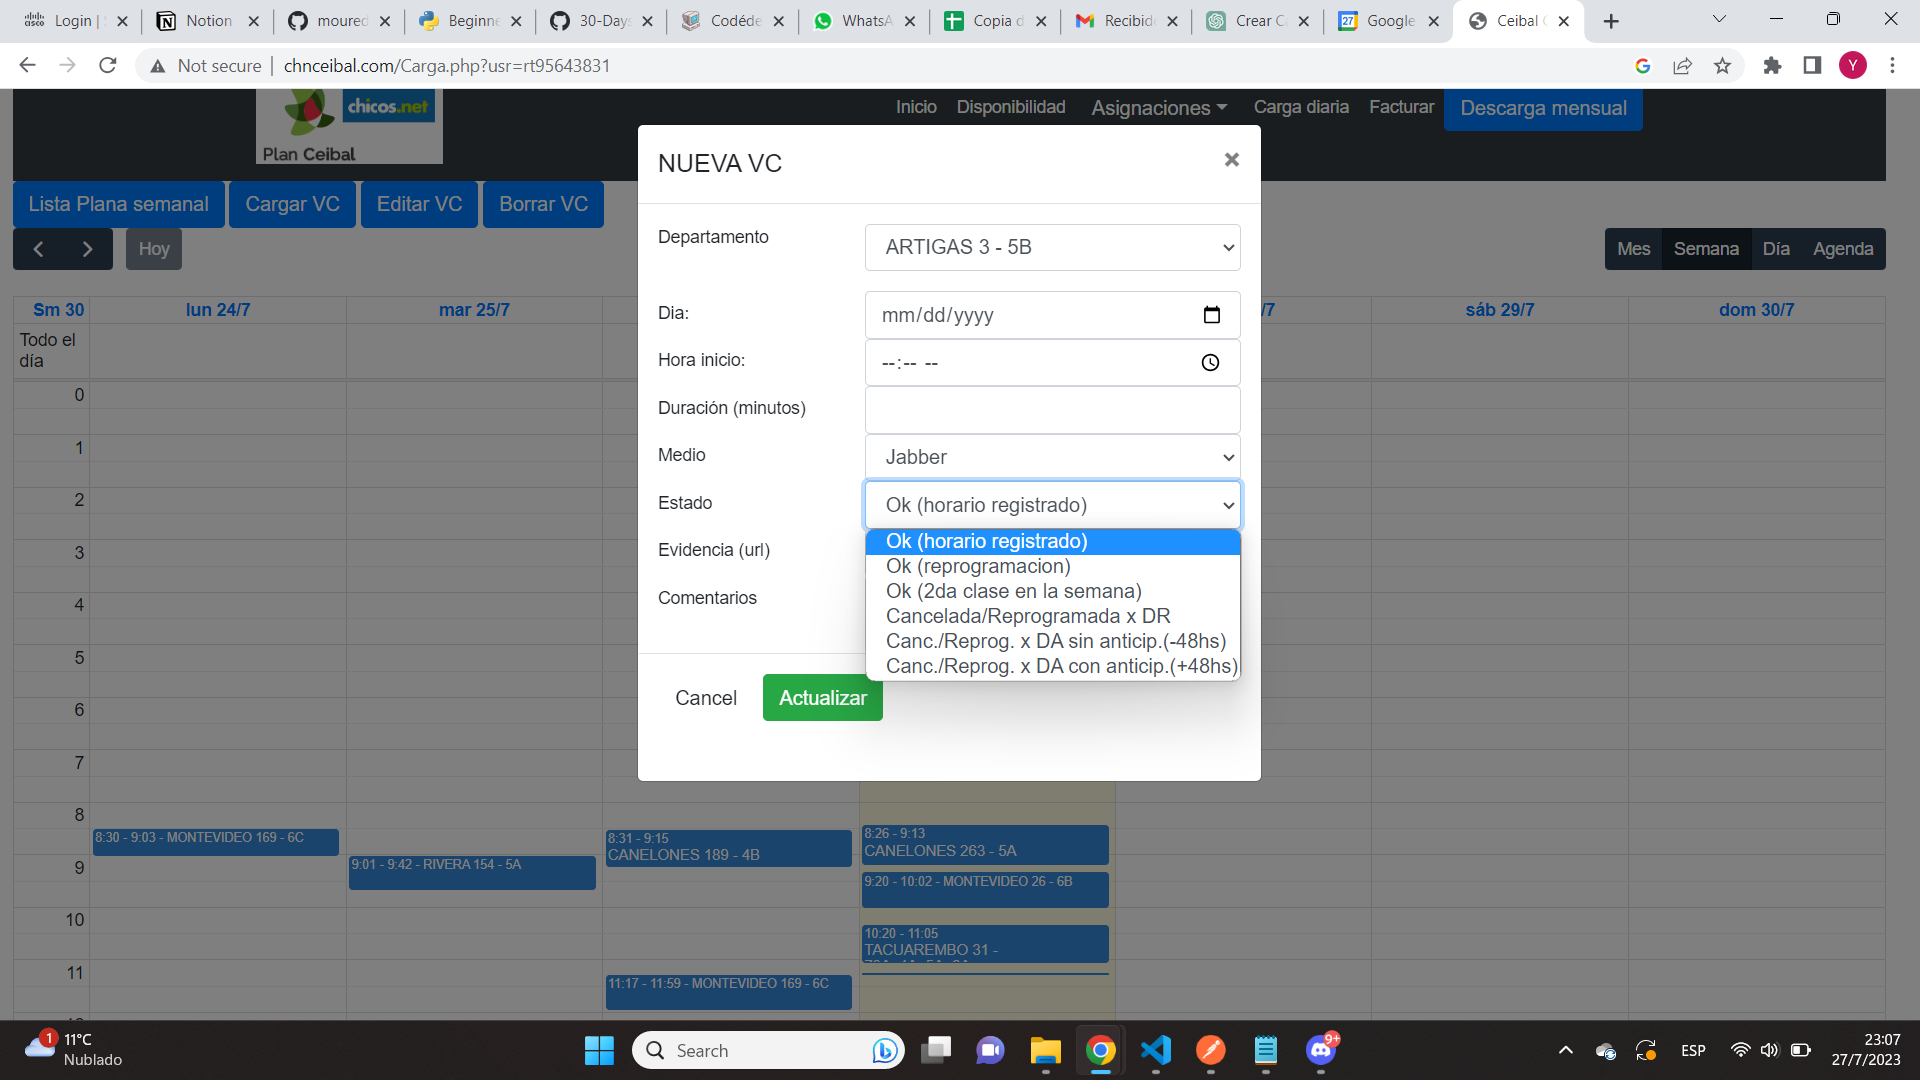 Login |
Notion
moured
Beginne
30-Days
Codéde
WhatsA
Copia d
Recibid
Crear C
Google
Ceibal
Not secure
chnceibal.com/Carga.php?usr=rt95643831
Y
chicos.net
Plan Ceibal
Inicio
Disponibilidad
Asignaciones
Carga diaria
Facturar
Descarga mensual
Lista Plana semanal
Cargar VC
Editar VC
Borrar VC
Hoy
Mes
Semana
Día
Agenda
NUEVA VC
×
Departamento
ARTIGAS 3 - 5B
Dia:
mm/dd/yyyy
Hora inicio:
--:-- --
Duración (minutos)
Medio
Jabber
Estado
Ok (horario registrado)
Ok (horario registrado)
Ok (reprogramacion)
Ok (2da clase en la semana)
Cancelada/Reprogramada x DR
Canc./Reprog. x DA sin anticip.(-48hs)
Canc./Reprog. x DA con anticip.(+48hs)
Evidencia (url)
Comentarios
Cancel
Actualizar
Sm 30
lun 24/7
mar 25/7
/7
sáb 29/7
dom 30/7
Todo el
día
0
1
2
3
4
5
6
7
8
9
10
11
8:30 - 9:03 - MONTEVIDEO 169 - 6C
9:01 - 9:42 - RIVERA 154 - 5A
8:31 - 9:15
CANELONES 189 - 4B
11:17 - 11:59 - MONTEVIDEO 169 - 6C
8:26 - 9:13
CANELONES 263 - 5A
9:20 - 10:02 - MONTEVIDEO 26 - 6B
10:20 - 11:05
TACUAREMBO 31 -
1
11°C
Nublado
Search
9+
ESP
23:07
27/7/2023